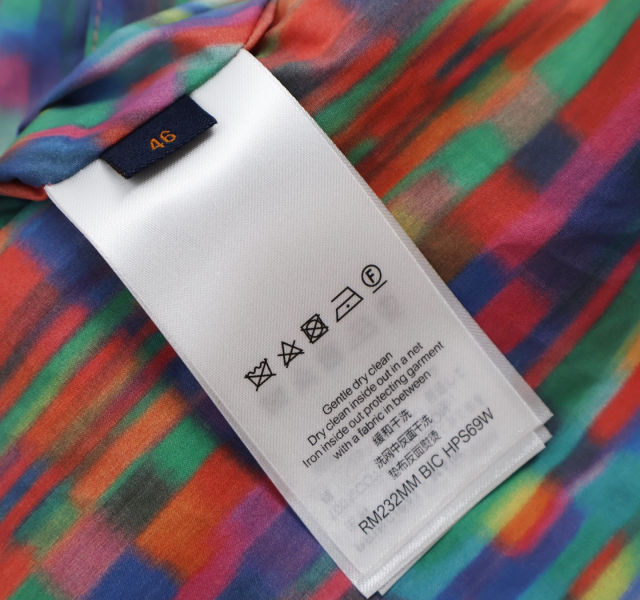 46
F
Gentle dry clean
Dry clean inside out in a net
Iron inside out protecting garment
with a fabric in between
缓和干洗
洗网中反面干洗
垫布反面熨烫
RM232MM BIC HPS69W